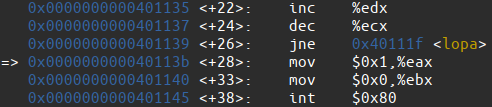 0x0000000000401135 <+22>: inc %edx
0x0000000000401137 <+24>: dec %ecx
0x0000000000401139 <+26>: jne 0x40111f <lopa>
=> 0x000000000040113b <+28>: mov $0x1,%eax
0x0000000000401140 <+33>: mov $0x0,%ebx
0x0000000000401145 <+38>: int $0x80